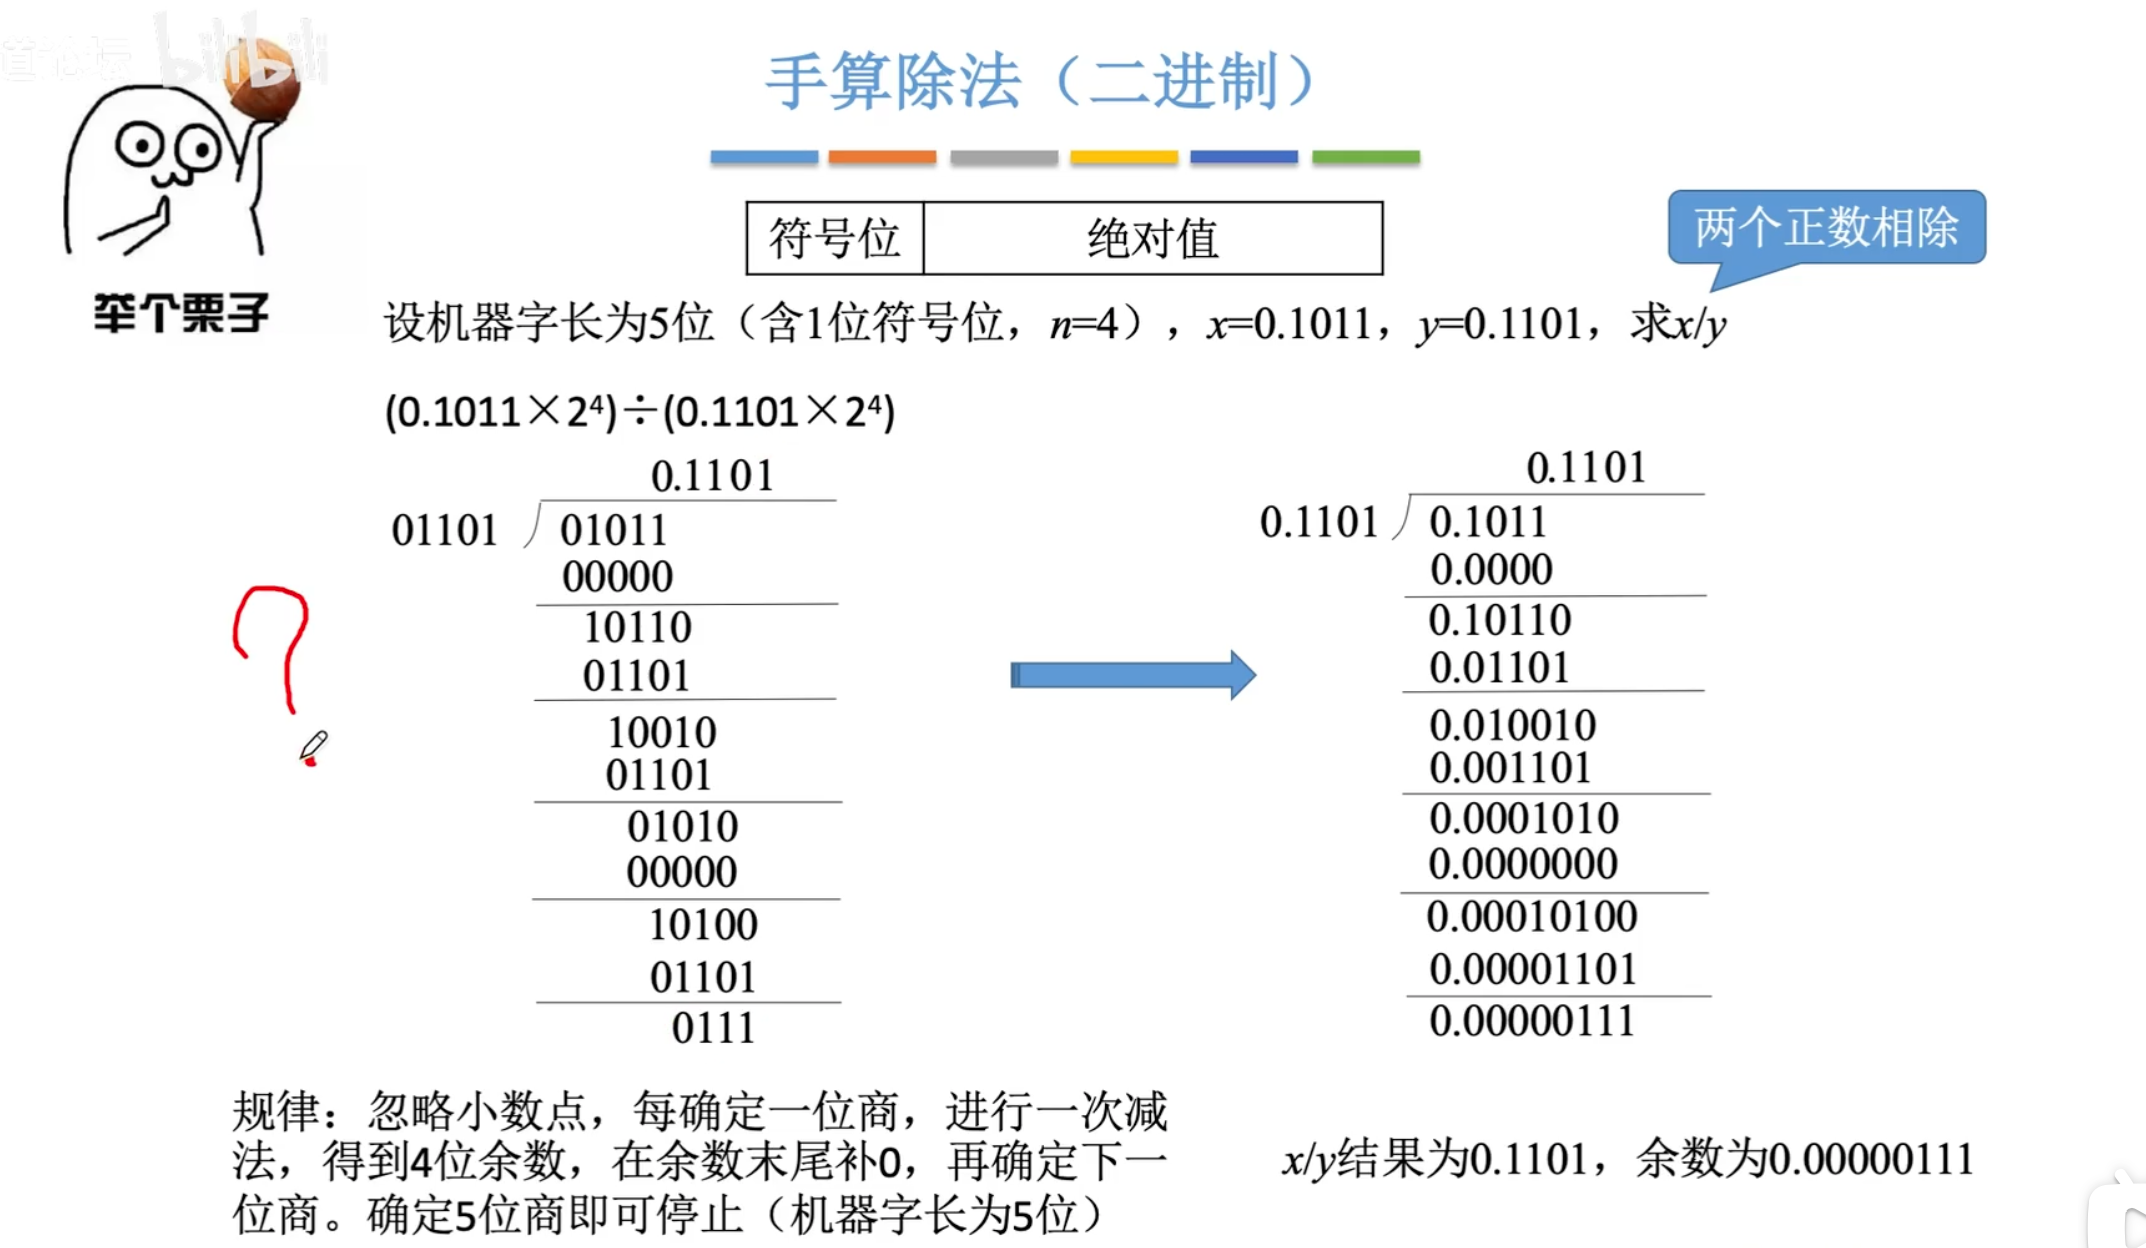 bilibili
手算除法（二进制）
符号位 绝对值
两个正数相除
举个栗子
设机器字长为5位（含1位符号位，n=4），x=0.1011，y=0.1101，求x/y
(0.1011×2⁴)÷(0.1101×2⁴)
0.1101
01101 01011
00000
10110
01101
10010
01101
01010
00000
10100
01101
0111
0.1101
0.1101 0.1011
0.0000
0.10110
0.01101
0.010010
0.001101
0.0001010
0.0000000
0.00010100
0.00001101
0.00000111
?
规律：忽略小数点，每确定一位商，进行一次减
法，得到4位余数，在余数末尾补0，再确定下一
位商。确定5位商即可停止（机器字长为5位）
x/y结果为0.1101，余数为0.00000111